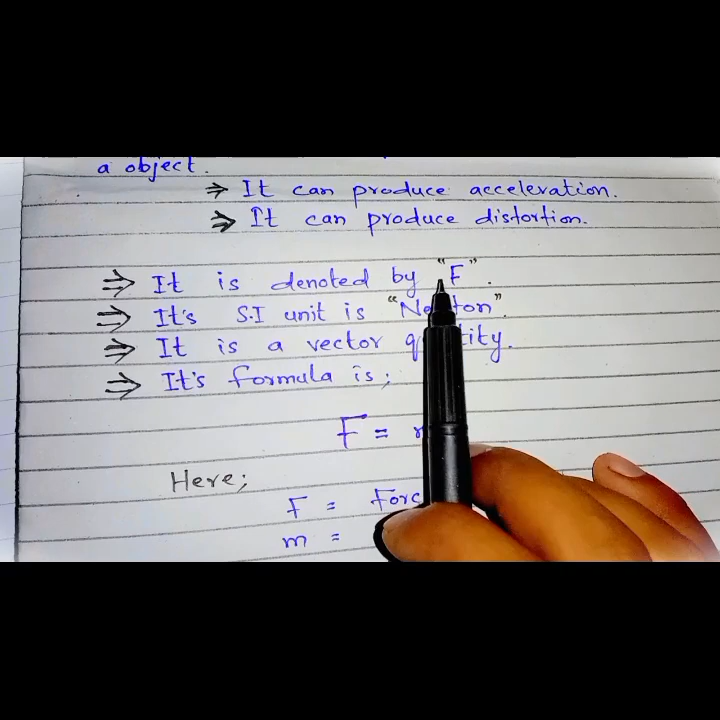 a object.
⇒ It can produce acceleration.
⇒ It can produce distortion.
⇒ It is denoted by "F".
⇒ It's S.I unit is
⇒ It is a vector
⇒ It's formula is;
F =
Here;
F =
m =